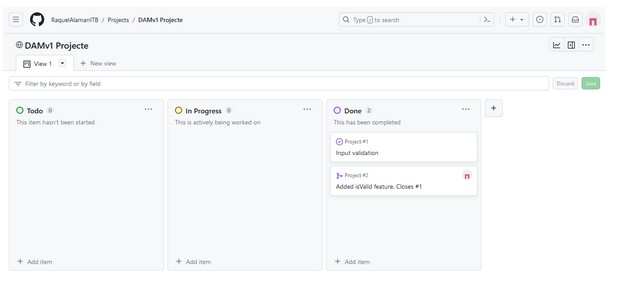 RaquelAlamanITB / Projects / DAMv1 Projecte
Type / to search
DAMv1 Projecte
View 1
+ New view
Filter by keyword or by field
Discard
Save
Todo 0
This item hasn't been started
+ Add item
In Progress 0
This is actively being worked on
+ Add item
Done 2
This has been completed
Project #1
Input validation
Project #2
Added isValid feature. Closes #1
+ Add item